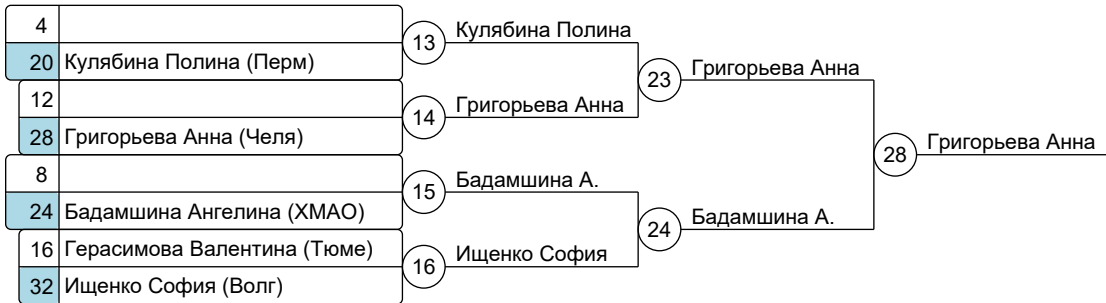 4
13
Кулябина Полина
20 Кулябина Полина (Перм)
23
Григорьева Анна
12
14
Григорьева Анна
28 Григорьева Анна (Челя)
28
Григорьева Анна
8
15
Бадамшина А.
24 Бадамшина Ангелина (ХМАО)
24
Бадамшина А.
16 Герасимова Валентина (Тюме)
16
Ищенко София
32 Ищенко София (Волг)